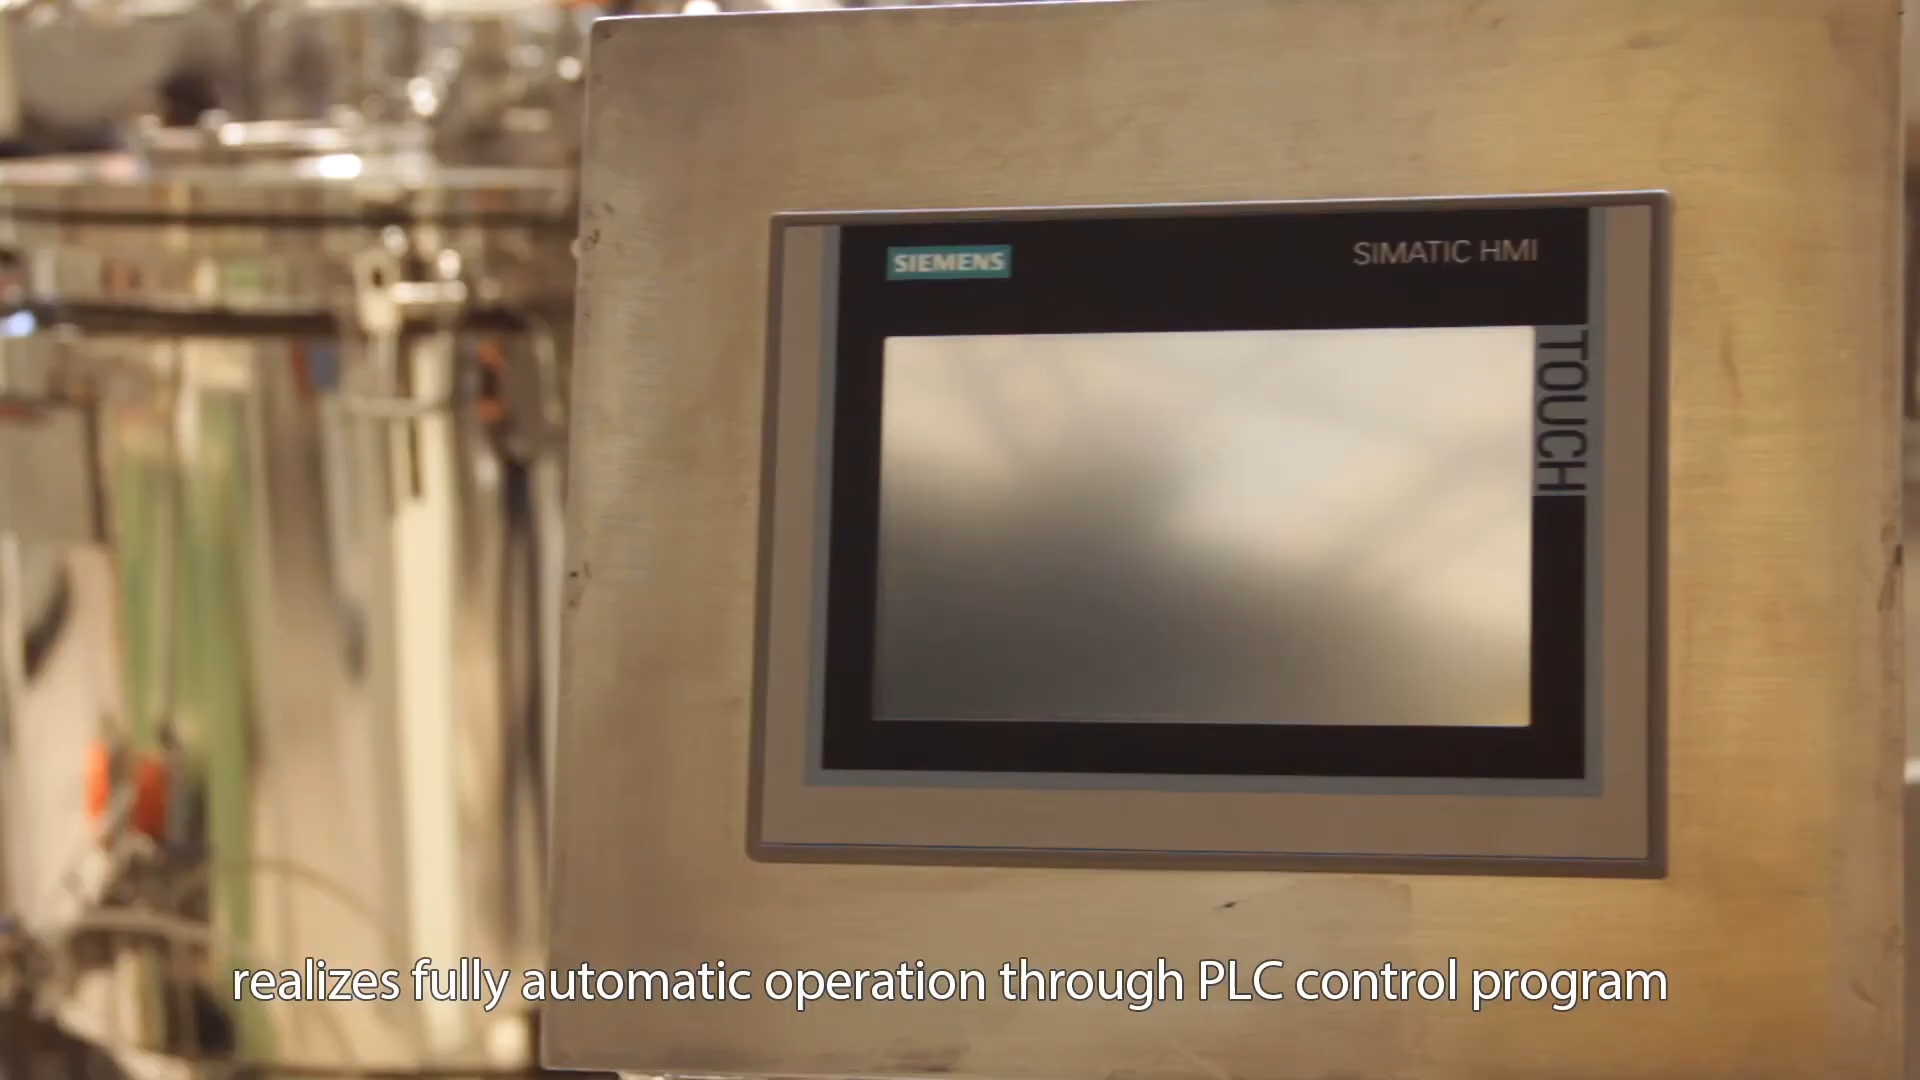 SIEMENS
SIMATIC HMI
TOUCH
realizes fully automatic operation through PLC control program